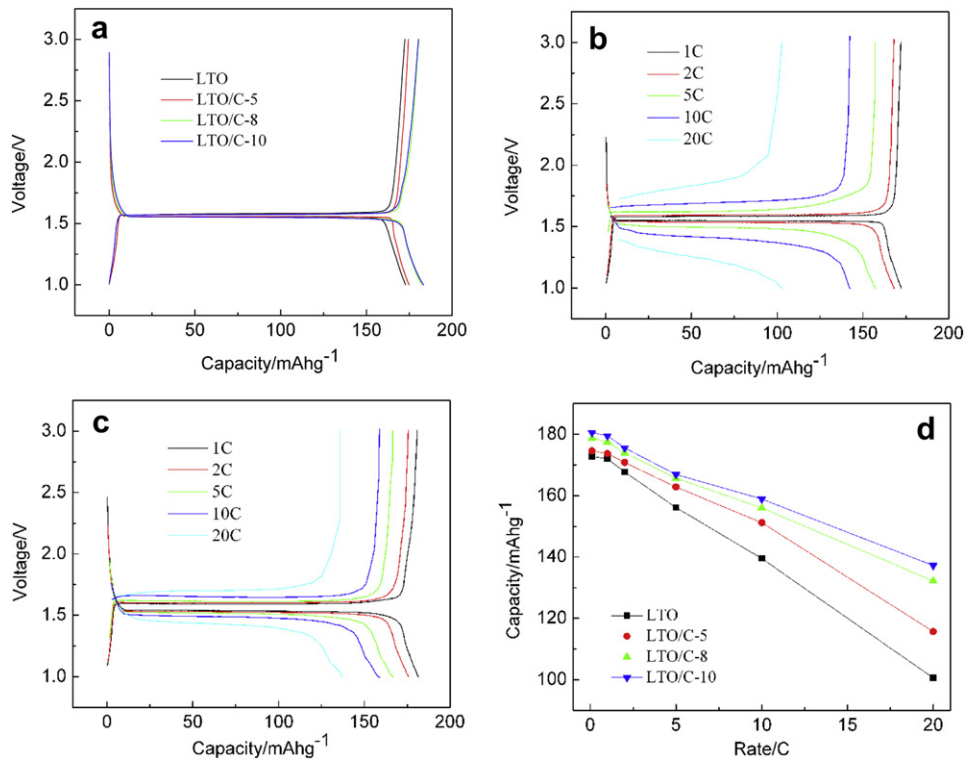 a
3.0
2.5
2.0
1.5
1.0
Voltage/V
LTO
LTO/C-5
LTO/C-8
LTO/C-10
0
50
100
150
200
Capacity/mAhg-1
b
3.0
2.5
2.0
1.5
1.0
Voltage/V
1C
2C
5C
10C
20C
0
50
100
150
200
Capacity/mAhg-1
c
3.0
2.5
2.0
1.5
1.0
Voltage/V
1C
2C
5C
10C
20C
0
50
100
150
200
Capacity/mAhg-1
d
180
160
140
120
100
Capacity/mAhg-1
LTO
LTO/C-5
LTO/C-8
LTO/C-10
0
5
10
15
20
Rate/C